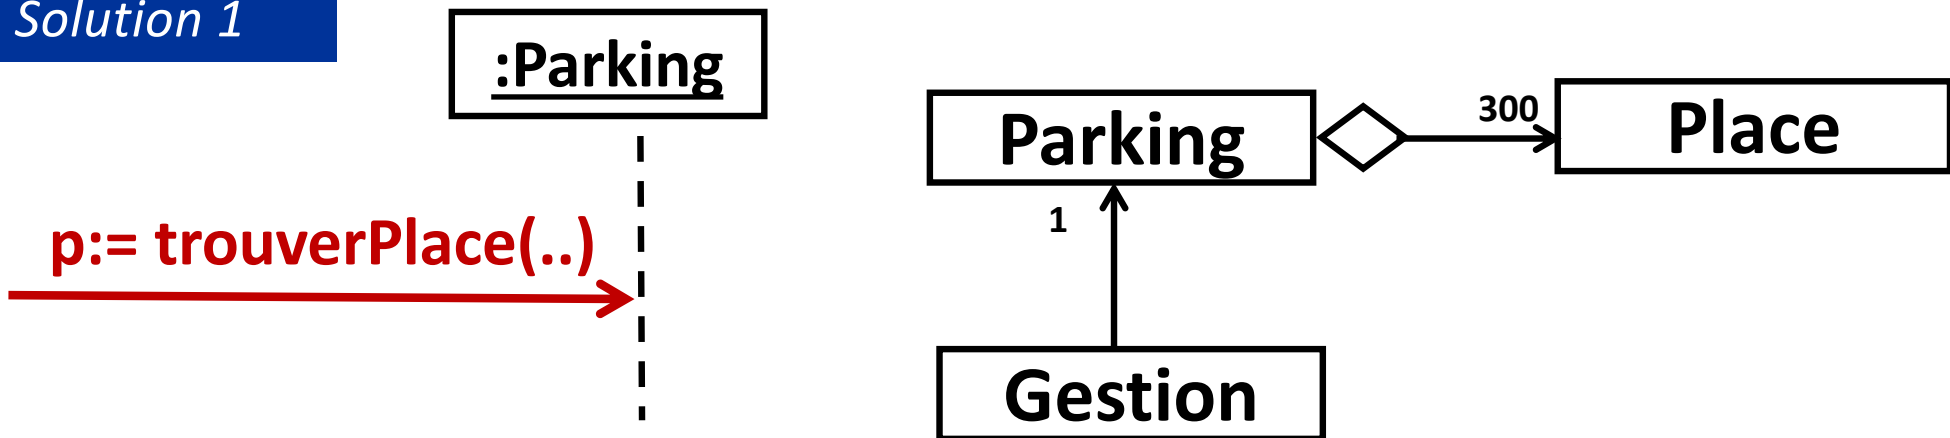 Solution 1
:Parking
p:= trouverPlace(..)
Parking
300
Place
1
Gestion